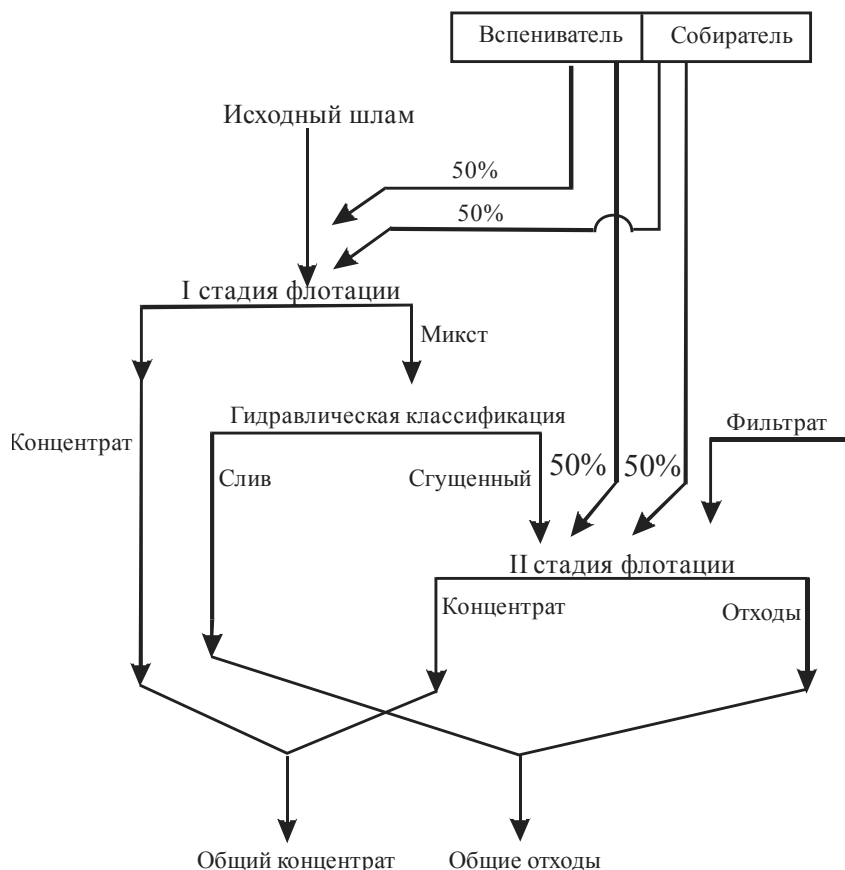 Вспениватель
Собиратель
Исходный шлам
50%
50%
I стадия флотации
Микст
Гидравлическая классификация
Фильтрат
Концентрат
Слив
Сгущенный
50%
50%
II стадия флотации
Концентрат
Отходы
Общий концентрат
Общие отходы